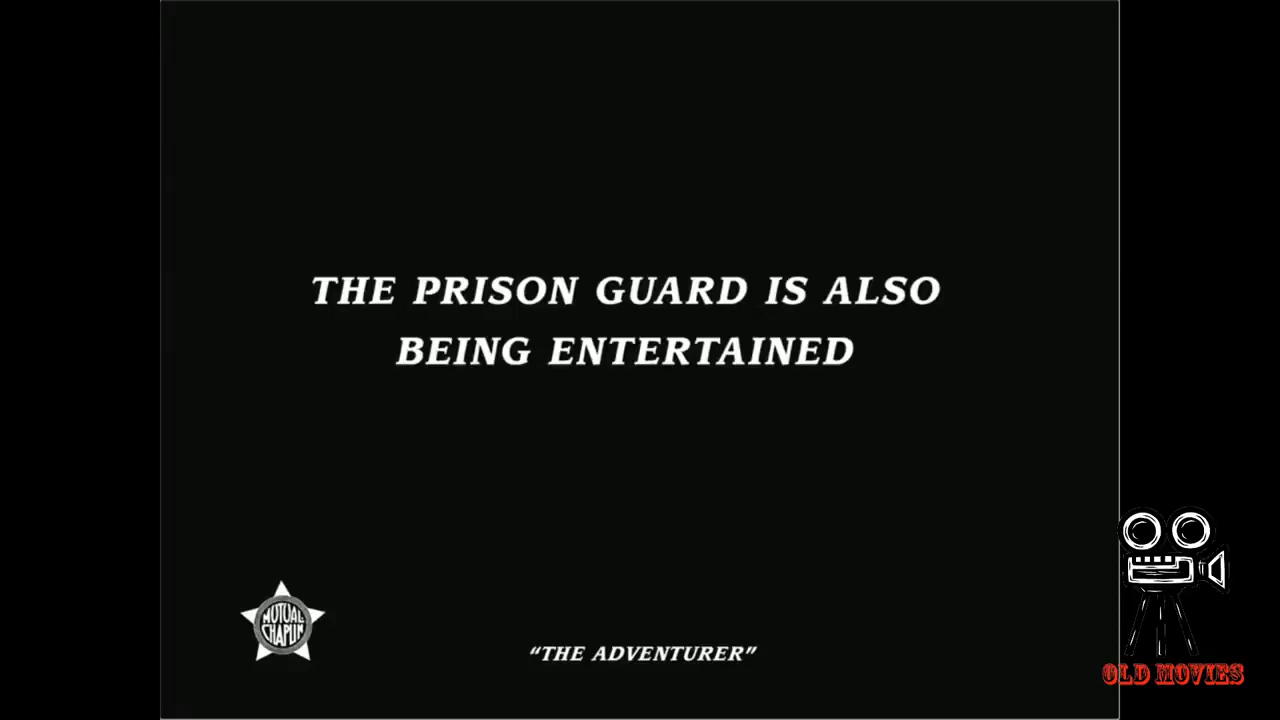 THE PRISON GUARD IS ALSO
BEING ENTERTAINED
MUTUAL
CHAPLIN
"THE ADVENTURER"
OLD MOVIES